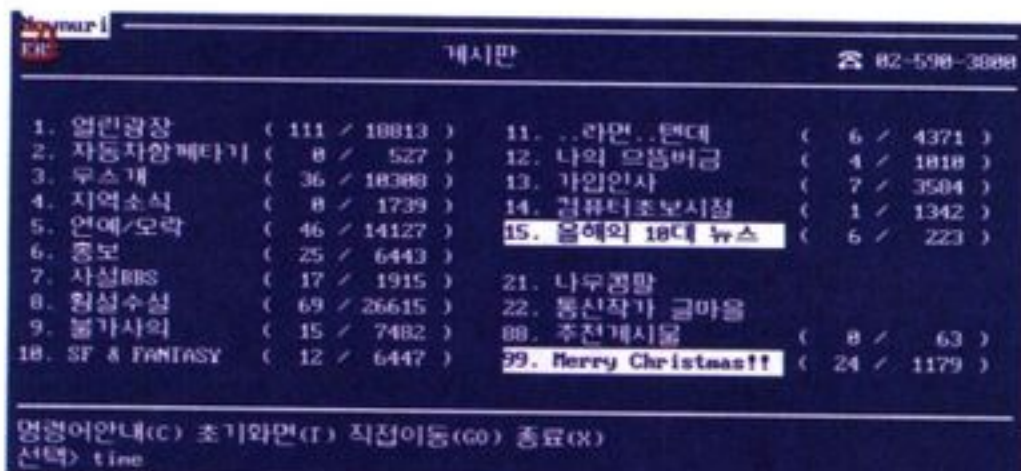 Nownuri
게시판 ☎ 02-590-3800
1. 열린광장 ( 111 / 18813 )
2. 자동차함께타기 ( 0 / 527 )
3. 우스개 ( 36 / 10308 )
4. 지역소식 ( 0 / 1739 )
5. 연예/오락 ( 46 / 14127 )
6. 홍보 ( 25 / 6443 )
7. 사설BBS ( 17 / 1915 )
8. 횡설수설 ( 69 / 26615 )
9. 불가사의 ( 15 / 7482 )
10. SF & FANTASY ( 12 / 6447 )
11. ..라면..텐데 ( 6 / 4371 )
12. 나의 으뜸버금 ( 4 / 1010 )
13. 가입인사 ( 7 / 3584 )
14. 컴퓨터초보시절 ( 1 / 1342 )
15. 올해의 10대 뉴스 ( 6 / 223 )
21. 나우콩팥
22. 통신작가 글마을
88. 추천게시물 ( 0 / 63 )
99. Merry Christmas!! ( 24 / 1179 )
명령어안내(C) 초기화면(T) 직접이동(GO) 종료(X)
선택> time